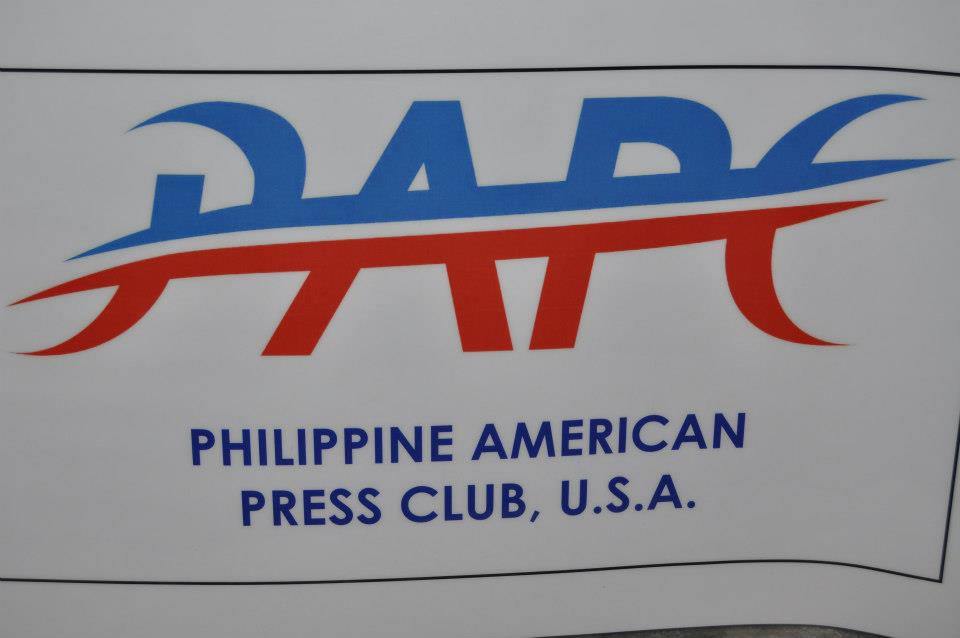 PAPC
PHILIPPINE AMERICAN
PRESS CLUB, U.S.A.